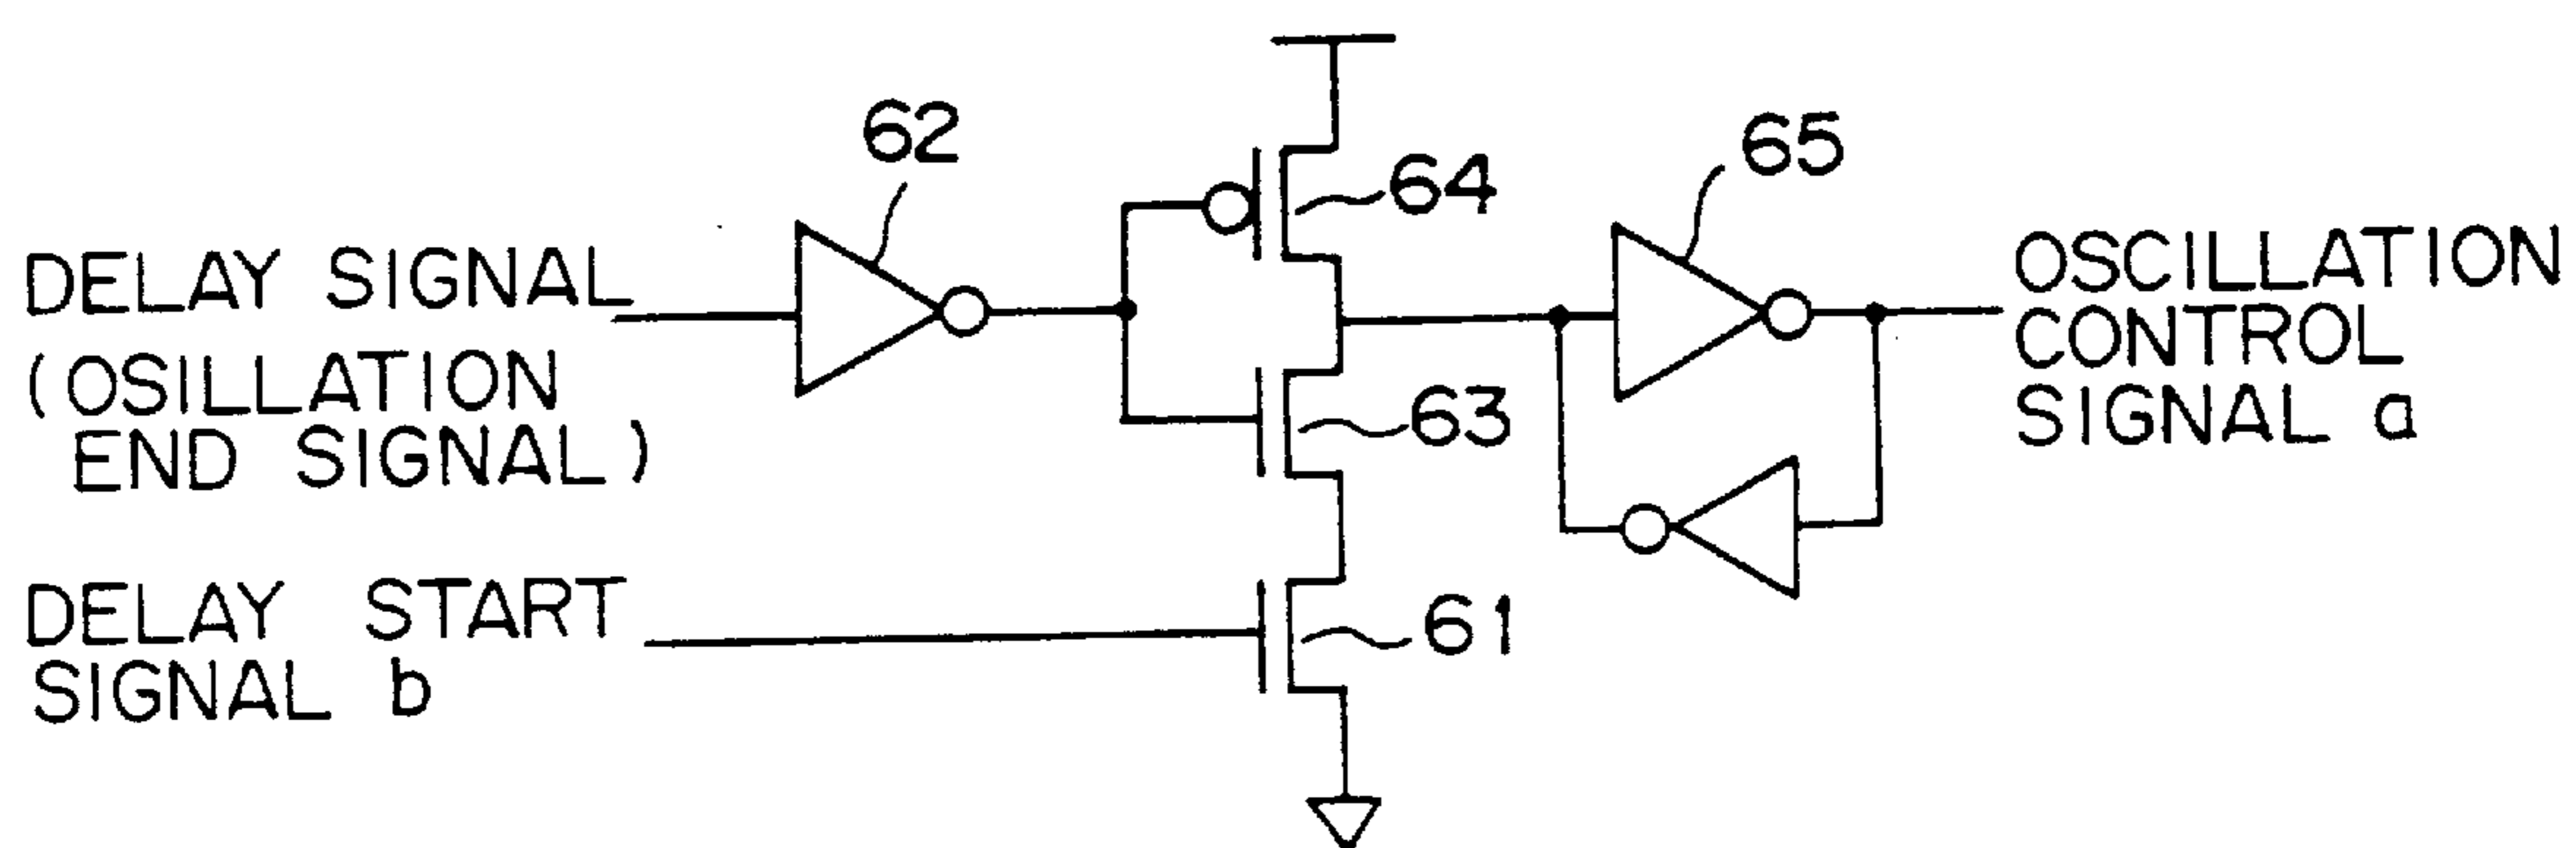 62
64
65
DELAY SIGNAL
(OSILLATION
END SIGNAL)
OSCILLATION
CONTROL
SIGNAL a
63
DELAY START
SIGNAL b
61